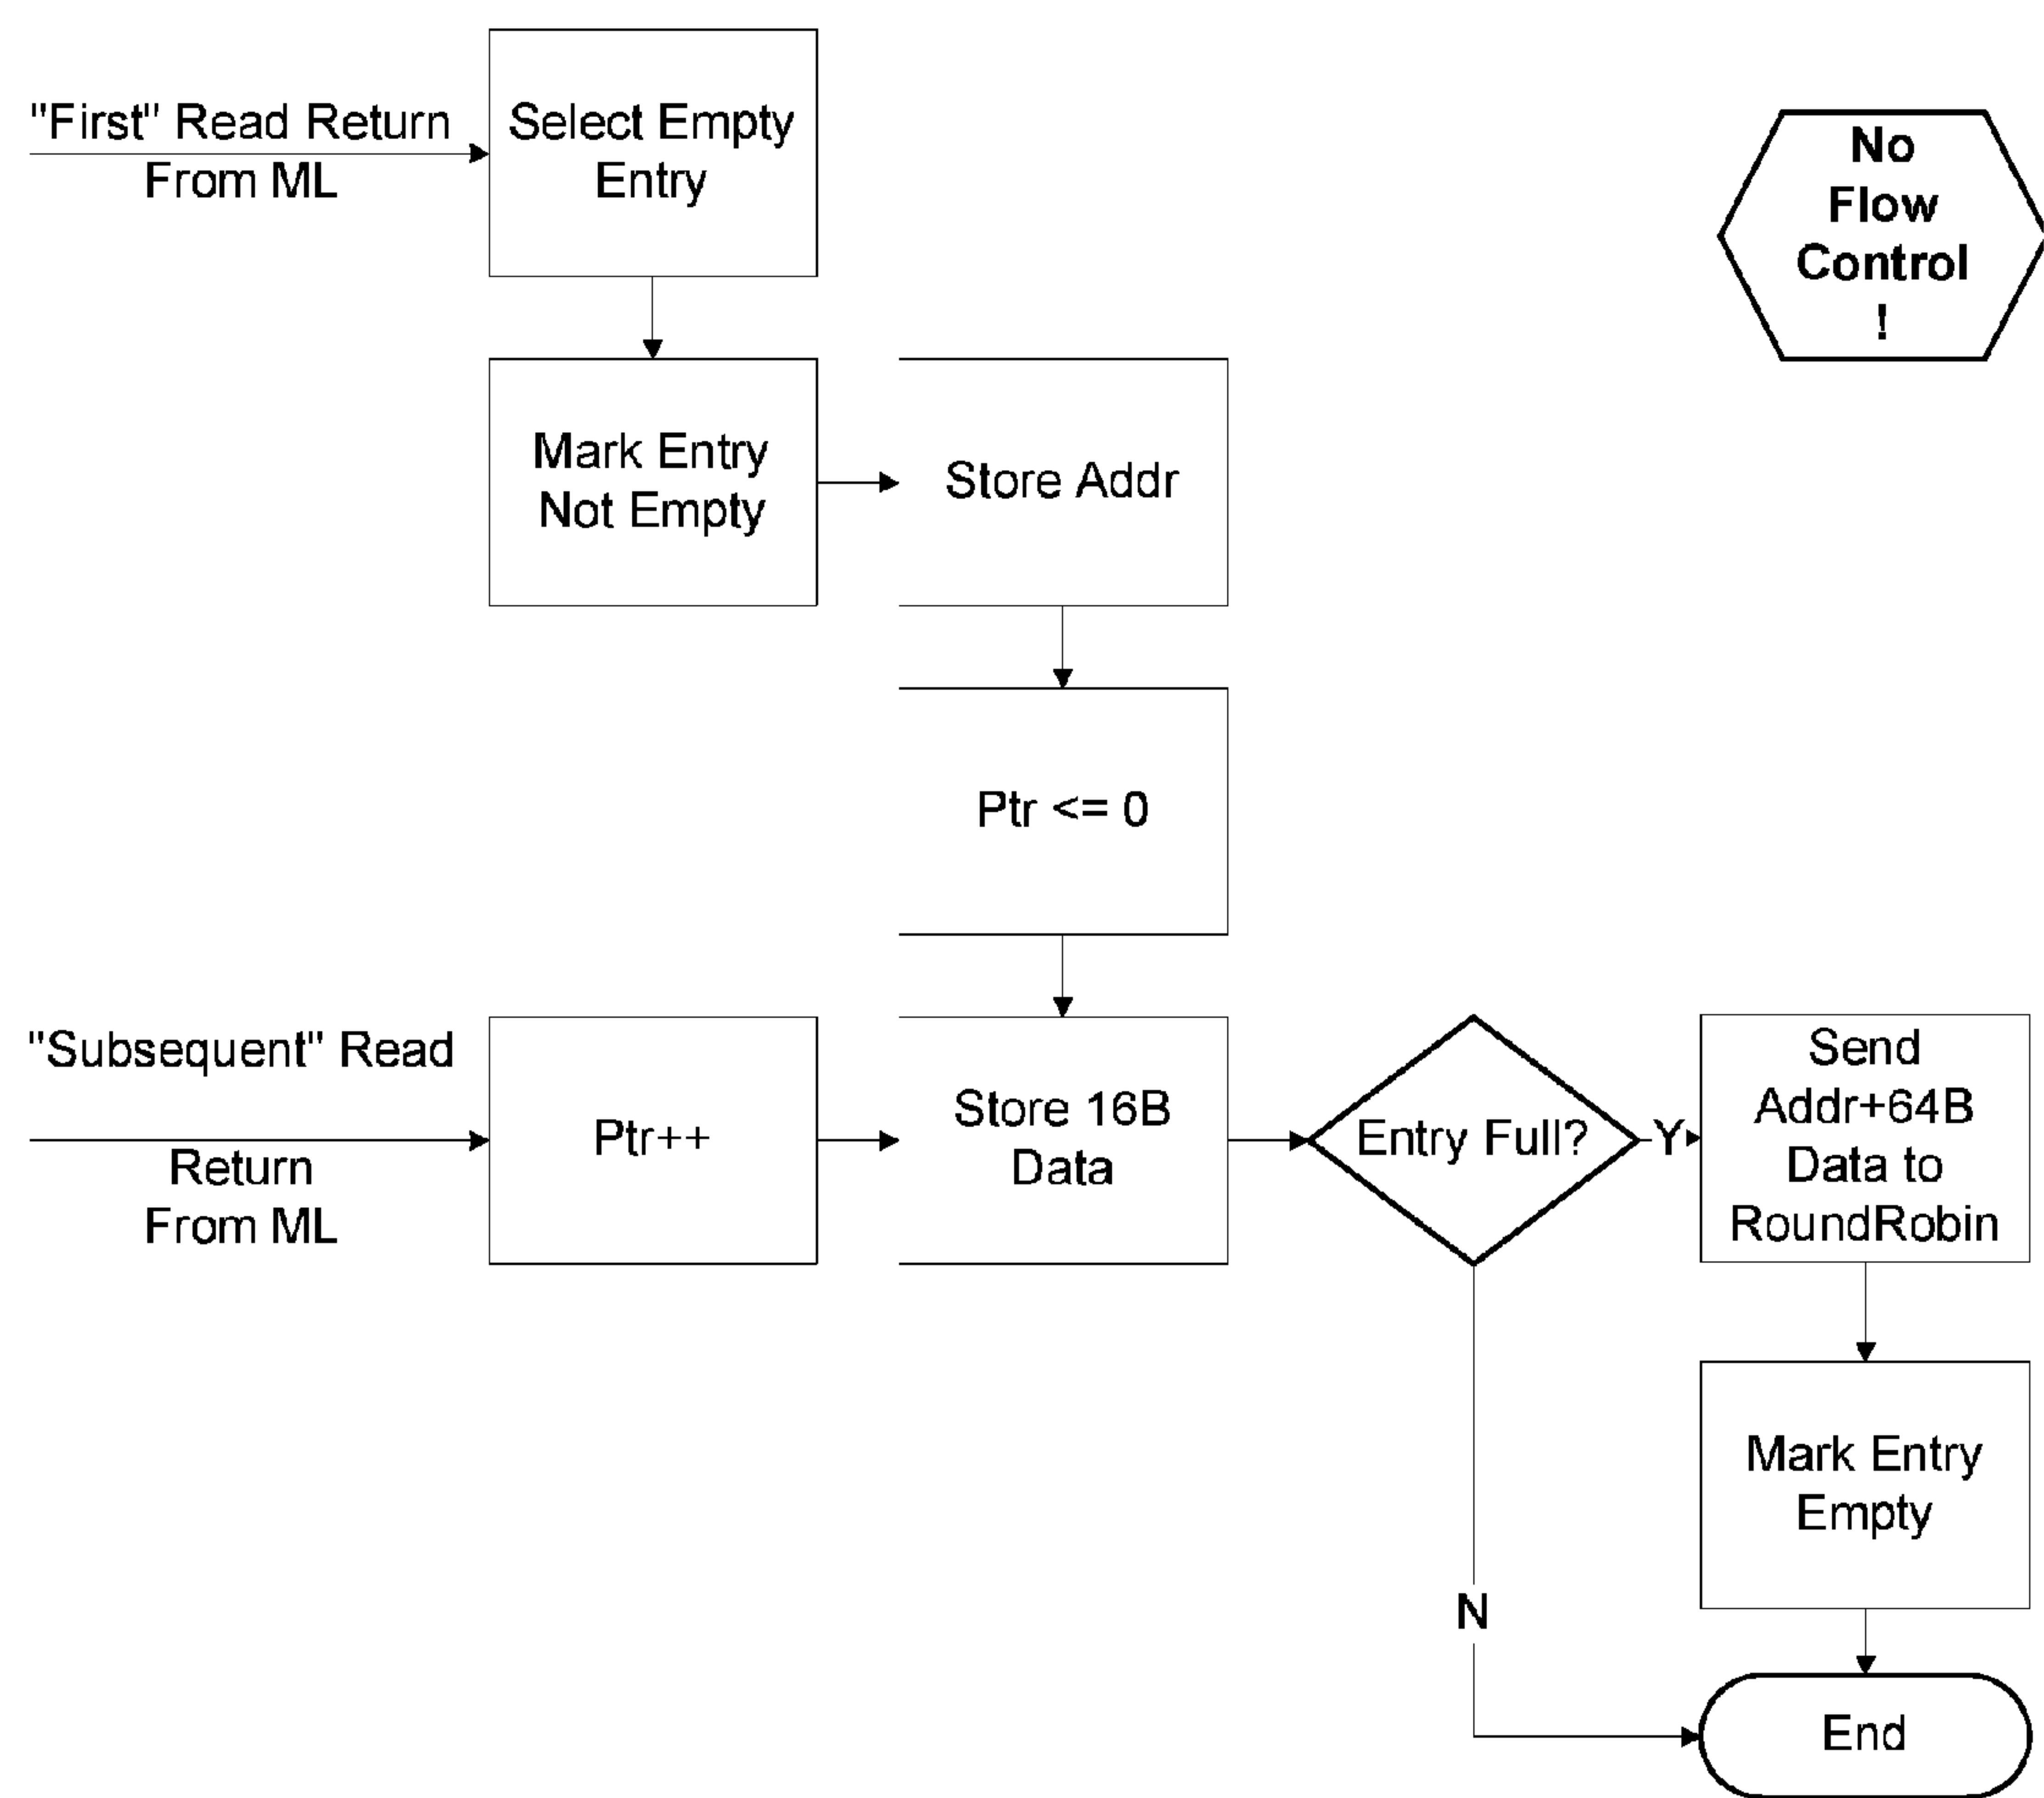 "First" Read Return
From ML
Select Empty
Entry
No
Flow
Control
!
Mark Entry
Not Empty
Store Addr
Ptr <= 0
"Subsequent" Read
Return
From ML
Ptr++
Store 16B
Data
Entry Full?
Y
Send
Addr+64B
Data to
RoundRobin
Mark Entry
Empty
N
End